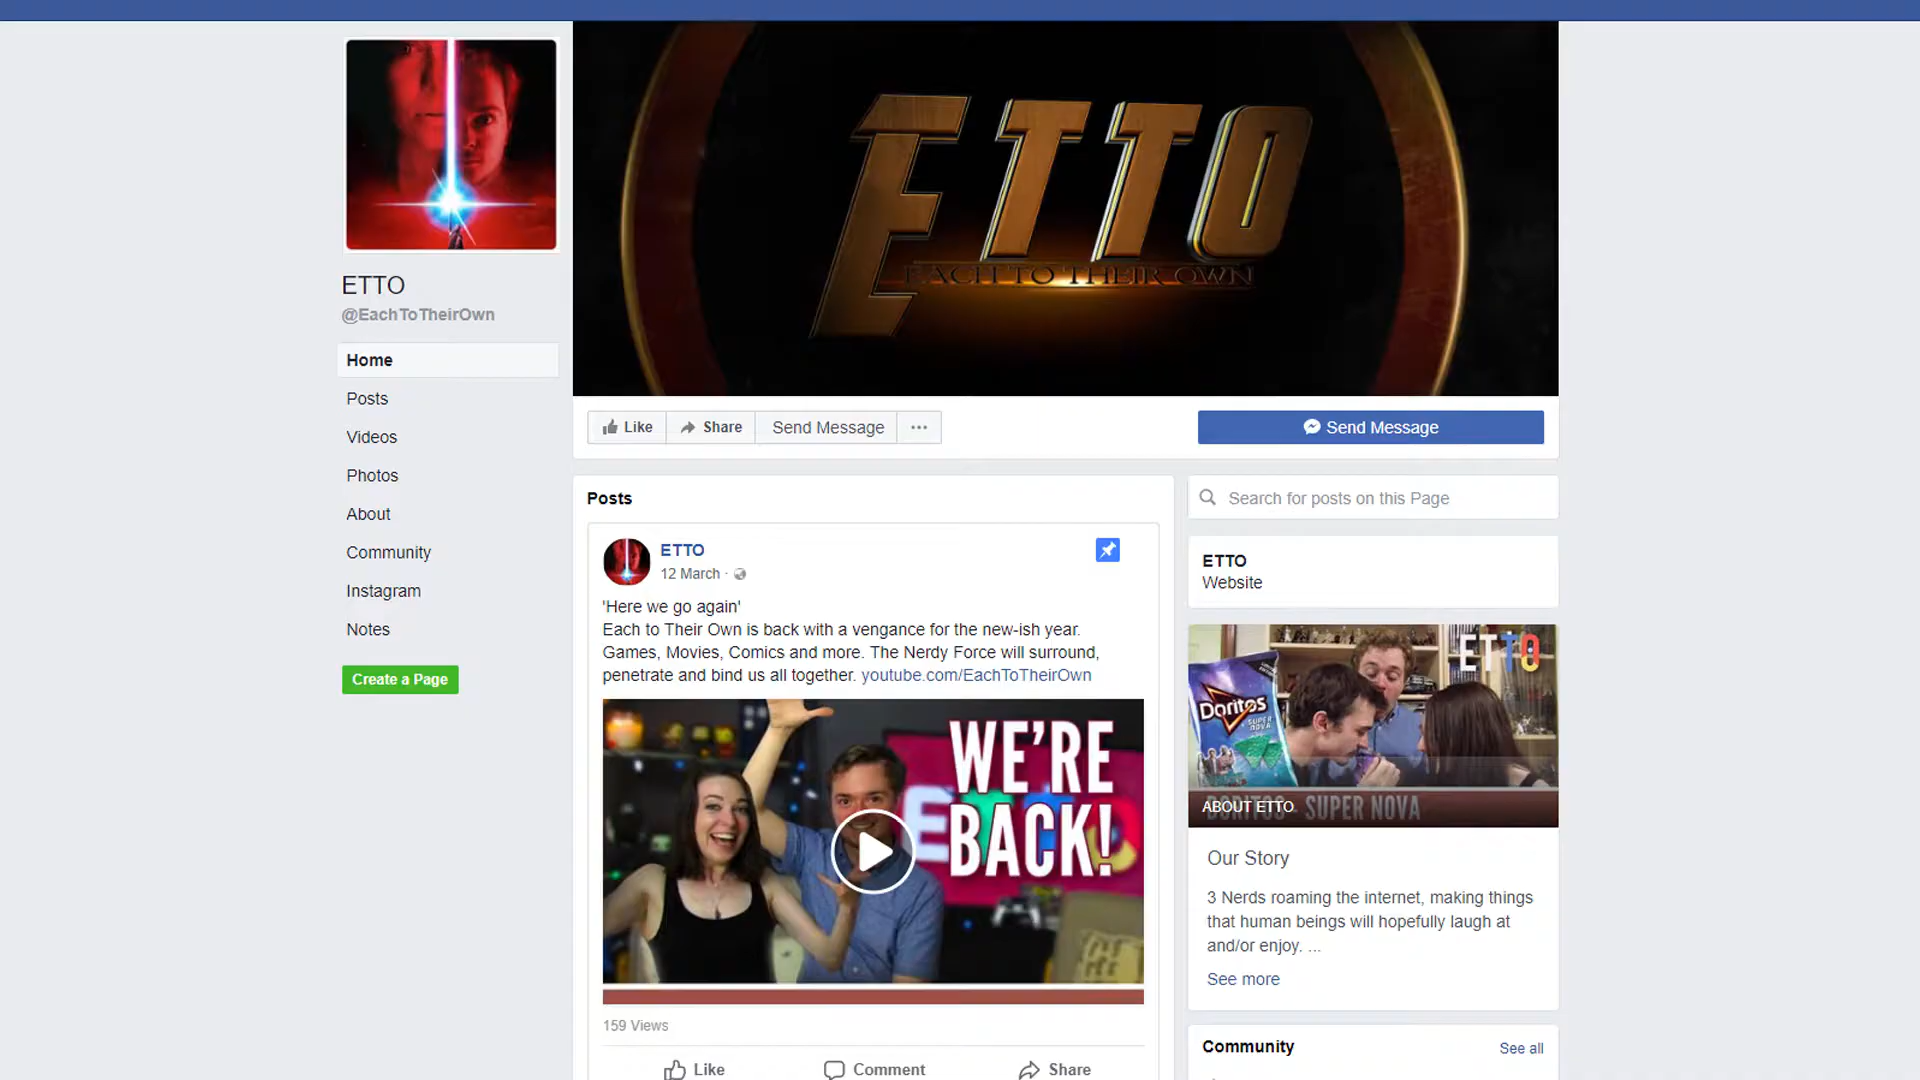 ETTO
EACH TO THEIR OWN
ETTO
@EachToTheirOwn
Home
Posts
Videos
Photos
About
Community
Instagram
Notes
Create a Page
Like
Share
Send Message
Send Message
Posts
ETTO
12 March
'Here we go again'
Each to Their Own is back with a vengance for the new-ish year.
Games, Movies, Comics and more. The Nerdy Force will surround,
penetrate and bind us all together. youtube.com/EachToTheirOwn
WE'RE
BACK!
ETTO
159 Views
Like
Comment
Share
Search for posts on this Page
ETTO
Website
ETTO
Doritos
SUPER
NOVA
DORITOS - SUPER NOVA
ABOUT ETTO
Our Story
3 Nerds roaming the internet, making things
that human beings will hopefully laugh at
and/or enjoy. ...
See more
Community
See all